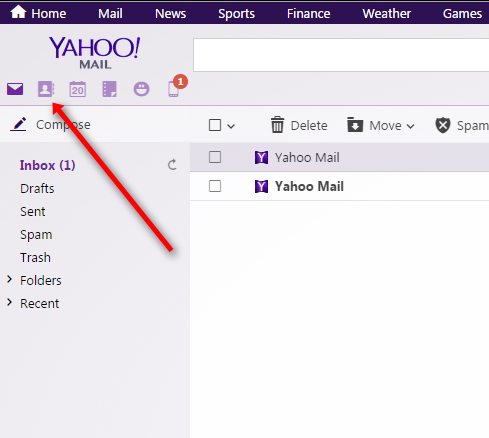 Home Mail News Sports Finance Weather Games
YAHOO!
MAIL
20
1
Compose
Delete Move Spam
Inbox (1)
Yahoo Mail
Drafts
Yahoo Mail
Sent
Spam
Trash
Folders
Recent